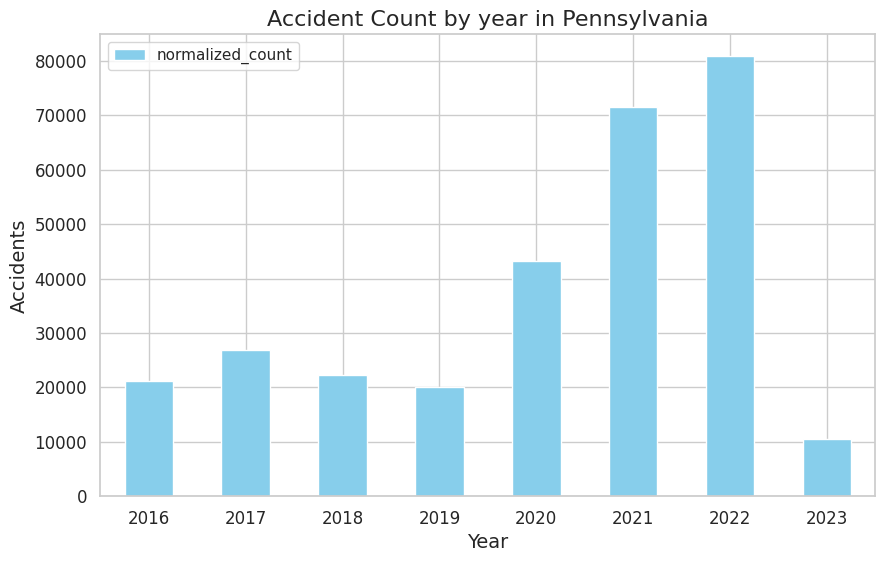 Accident Count by year in Pennsylvania
normalized_count
80000
70000
60000
50000
40000
30000
20000
10000
0
Accidents
2016 2017 2018 2019 2020 2021 2022 2023
Year